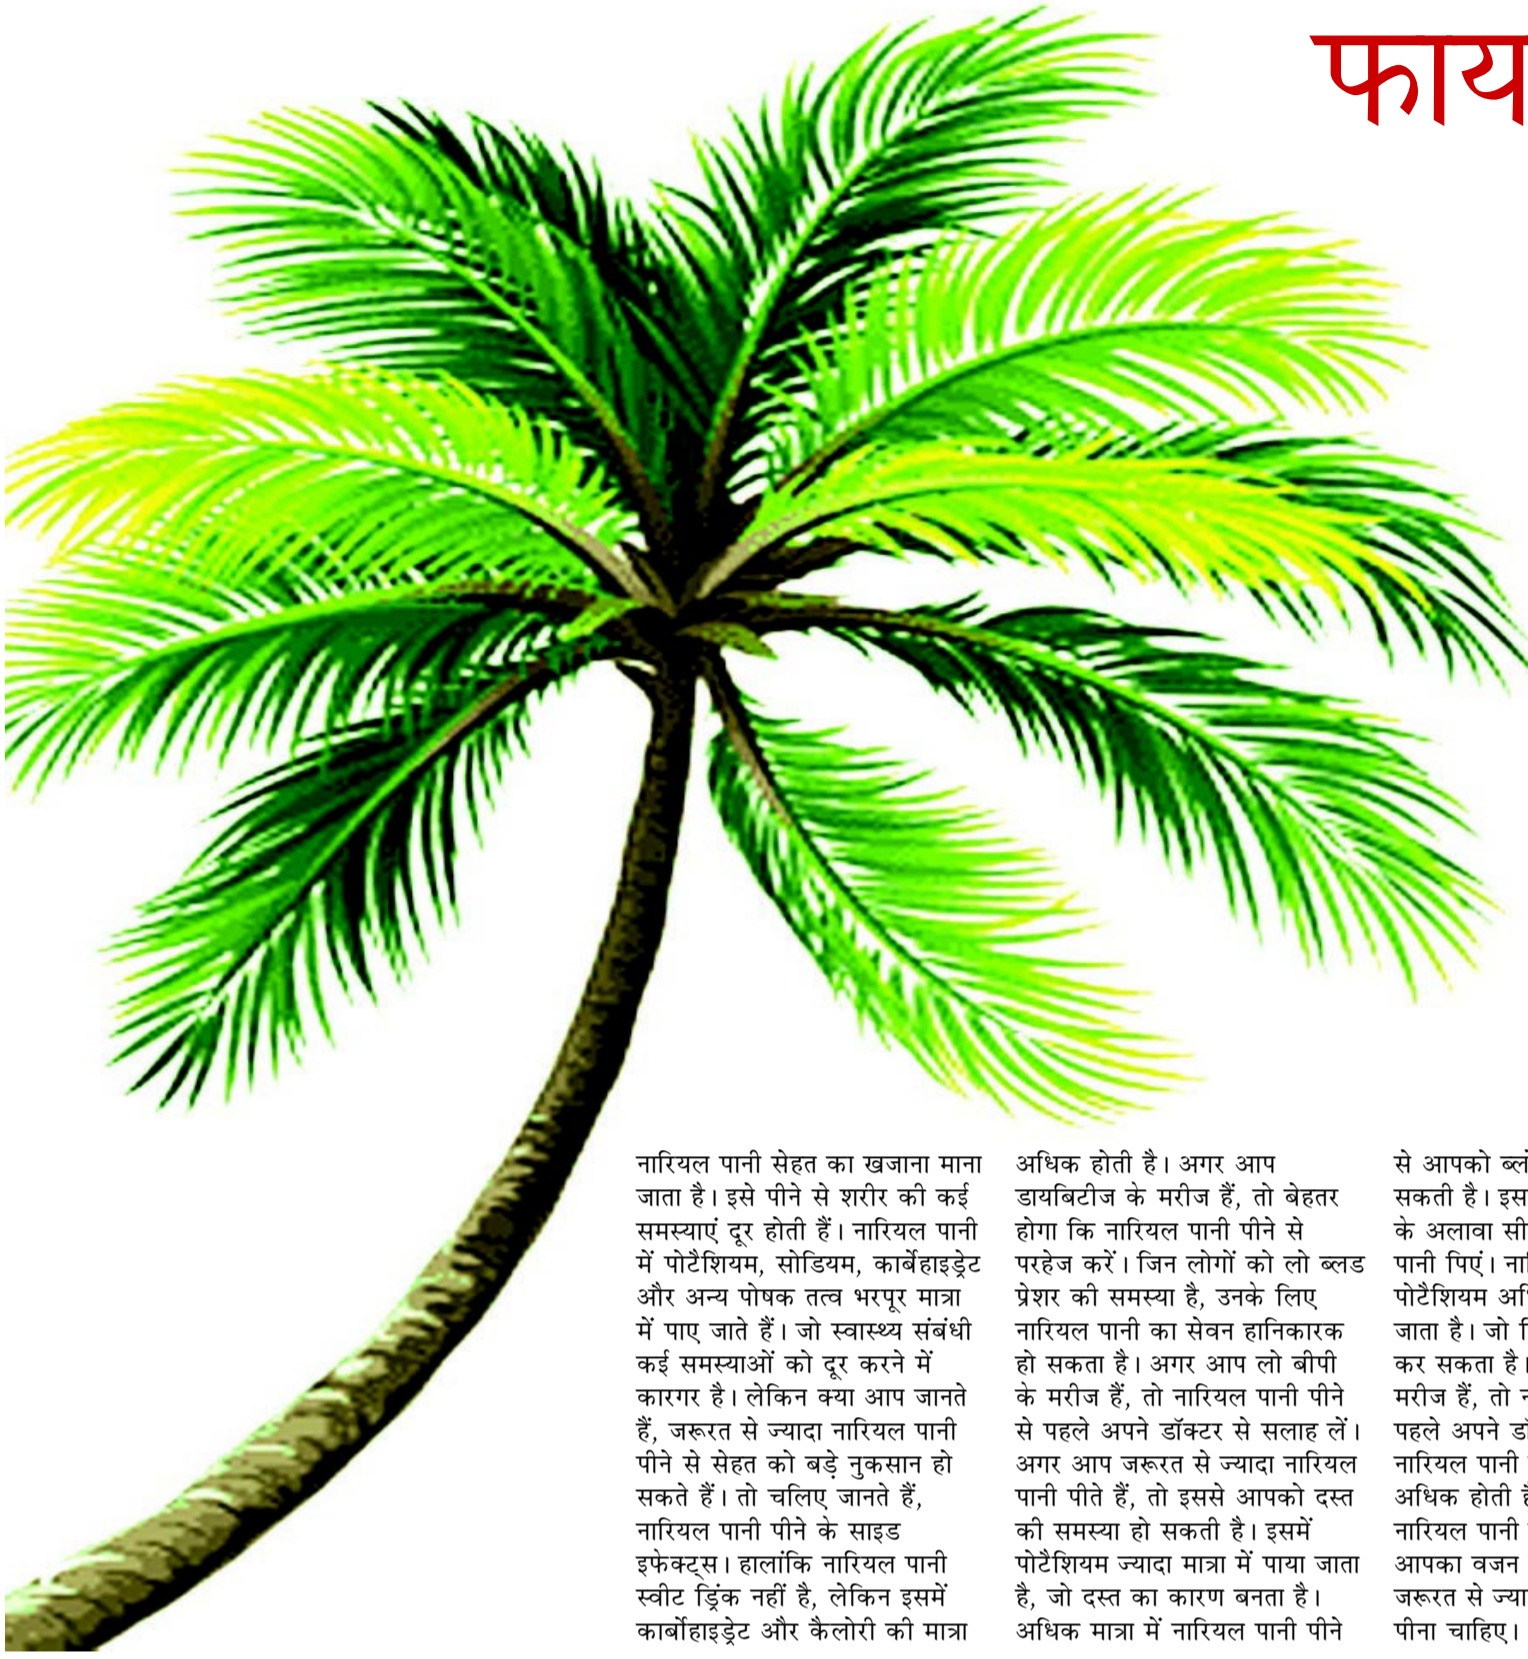 नारियल पानी सेहत का खजाना माना
जाता है। इसे पीने से शरीर की कई
समस्याएं दूर होती हैं। नारियल पानी
में पोटैशियम, सोडियम, कार्बेहाइड्रेट
और अन्य पोषक तत्व भरपूर मात्रा
में पाए जाते हैं। जो स्वास्थ्य संबंधी
कई समस्याओं को दूर करने में
कारगर है। लेकिन क्या आप जानते
हैं, जरूरत से ज्यादा नारियल पानी
पीने से सेहत को बड़े नुकसान हो
सकते हैं। तो चलिए जानते हैं,
नारियल पानी पीने के साइड
इफेक्ट्स। हालांकि नारियल पानी
स्वीट ड्रिंक नहीं है, लेकिन इसमें
कार्बोहाइड्रेट और कैलोरी की मात्रा
अधिक होती है। अगर आप
डायबिटीज के मरीज हैं, तो बेहतर
होगा कि नारियल पानी पीने से
परहेज करें। जिन लोगों को लो ब्लड
प्रेशर की समस्या है, उनके लिए
नारियल पानी का सेवन हानिकारक
हो सकता है। अगर आप लो बीपी
के मरीज हैं, तो नारियल पानी पीने
से पहले अपने डॉक्टर से सलाह लें।
अगर आप जरूरत से ज्यादा नारियल
पानी पीते हैं, तो इससे आपको दस्त
की समस्या हो सकती है। इसमें
पोटैशियम ज्यादा मात्रा में पाया जाता
है, जो दस्त का कारण बनता है।
अधिक मात्रा में नारियल पानी पीने
से आपको
सकती है। इस
के अलावा
पानी पिएं।
पोटैशियम
जाता है। जो
कर सकता है।
मरीज हैं, तो
पहले अपने
नारियल पानी
अधिक होती
नारियल पानी
आपका वजन
जरूरत से
पीना चाहिए।